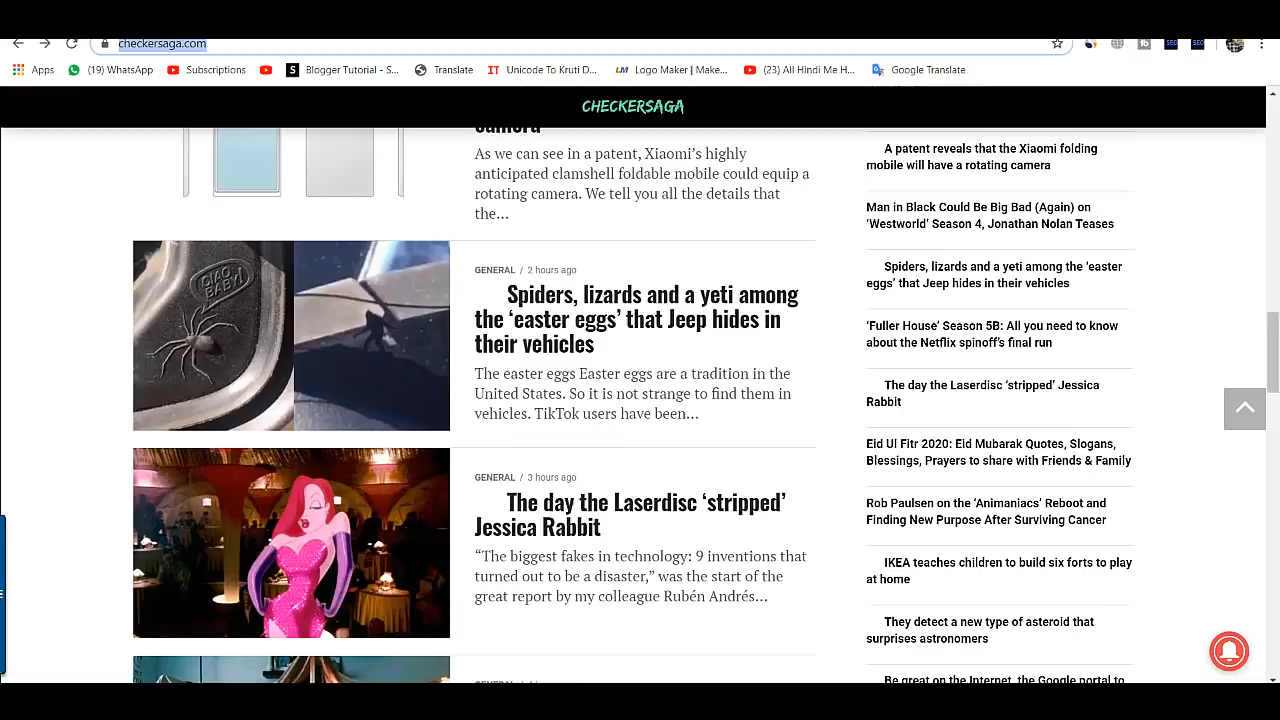 checkersaga.com
Apps
(19) WhatsApp
Subscriptions
Blogger Tutorial - S...
Translate
Unicode To Kruti D...
Logo Maker | Make...
(23) All Hindi Me H...
Google Translate
CHECKERSAGA
camera
As we can see in a patent, Xiaomi’s highly
anticipated clamshell foldable mobile could equip a
rotating camera. We tell you all the details that
the...
CIAO
BABY!
GENERAL / 2 hours ago
Spiders, lizards and a yeti among
the ‘easter eggs’ that Jeep hides in
their vehicles
The easter eggs Easter eggs are a tradition in the
United States. So it is not strange to find them in
vehicles. TikTok users have been...
GENERAL / 3 hours ago
The day the Laserdisc ‘stripped’
Jessica Rabbit
“The biggest fakes in technology: 9 inventions that
turned out to be a disaster,” was the start of the
great report by my colleague Rubén Andrés...
A patent reveals that the Xiaomi folding
mobile will have a rotating camera
Man in Black Could Be Big Bad (Again) on
‘Westworld’ Season 4, Jonathan Nolan Teases
Spiders, lizards and a yeti among the ‘easter
eggs’ that Jeep hides in their vehicles
‘Fuller House’ Season 5B: All you need to know
about the Netflix spinoff’s final run
The day the Laserdisc ‘stripped’ Jessica
Rabbit
Eid Ul Fitr 2020: Eid Mubarak Quotes, Slogans,
Blessings, Prayers to share with Friends & Family
Rob Paulsen on the ‘Animaniacs’ Reboot and
Finding New Purpose After Surviving Cancer
IKEA teaches children to build six forts to play
at home
They detect a new type of asteroid that
surprises astronomers
Be great on the Internet, the Google portal to